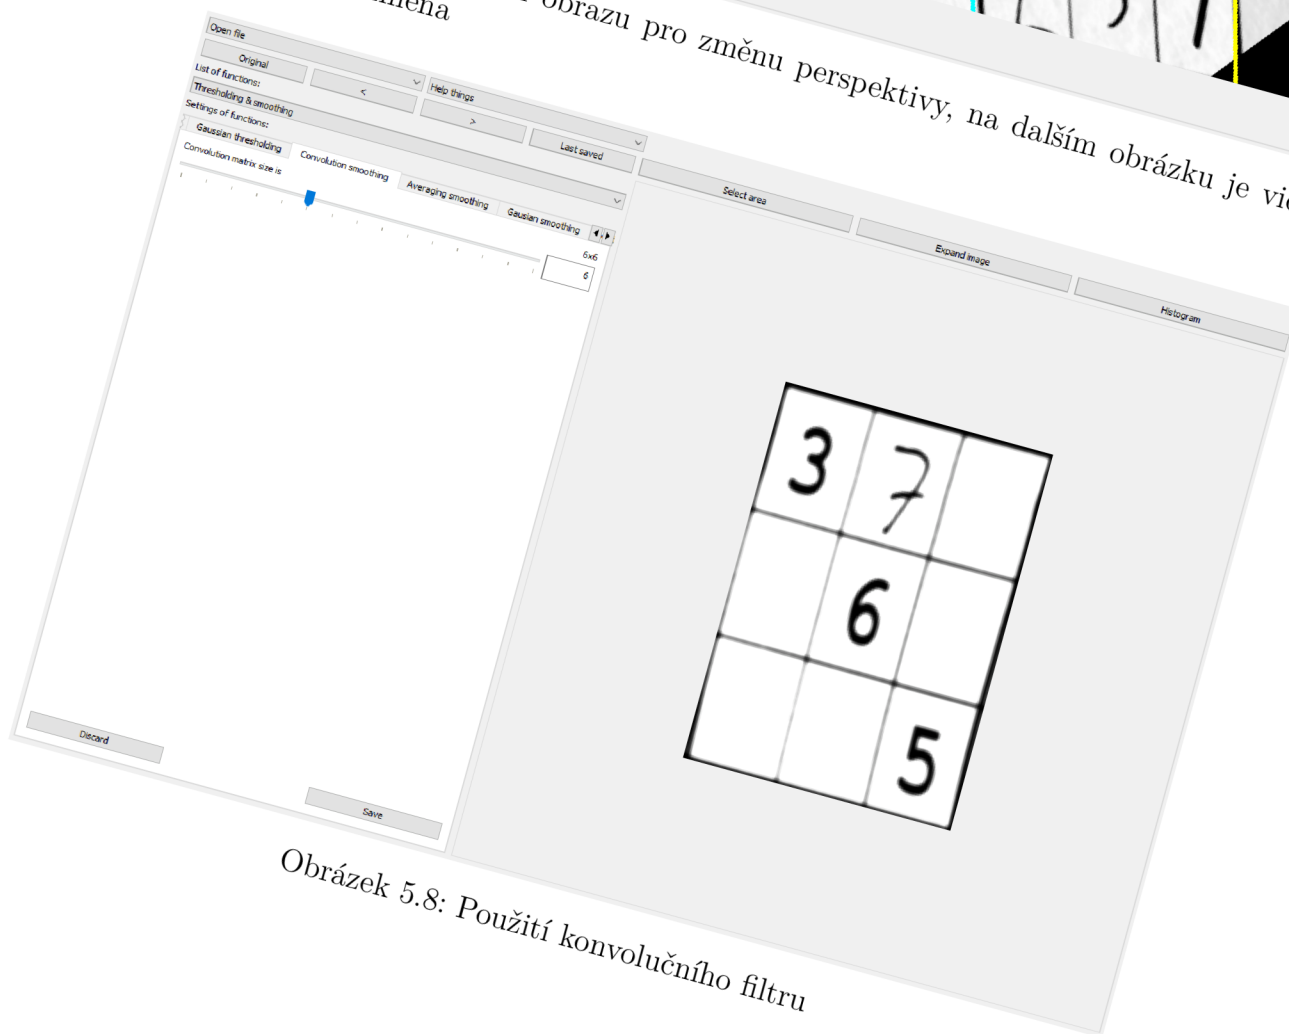 obrazu pro změnu perspektivy, na dalším obrázku je
Open file
Help things
Original
<
>
Last saved
List of functions:
Thresholding & smoothing
Settings of functions:
Gaussian thresholding
Convolution smoothing
Averaging smoothing
Gausian smoothing
Convolution matrix size is
6x6
6
Select area
Expand image
Histogram
3 7
6
5
Discard
Save
Obrázek 5.8: Použití konvolučního filtru